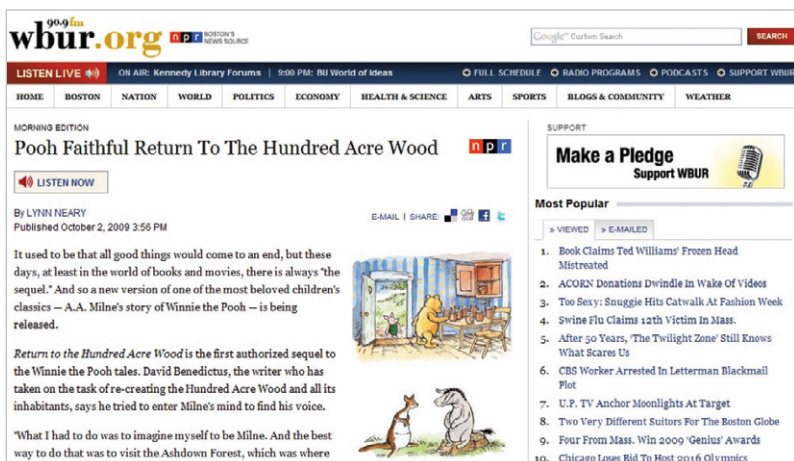 90.9fm
wbur.org
npr BOSTON'S
NEWS SOURCE
Google™ Custom Search
SEARCH
LISTEN LIVE
ON AIR: Kennedy Library Forums | 9:00 PM: BU World of Ideas
FULL SCHEDULE RADIO PROGRAMS PODCASTS SUPPORT WBUR
HOME BOSTON NATION WORLD POLITICS ECONOMY HEALTH & SCIENCE ARTS SPORTS BLOGS & COMMUNITY WEATHER
MORNING EDITION
Pooh Faithful Return To The Hundred Acre Wood
npr
LISTEN NOW
By LYNN NEARY
Published October 2, 2009 3:56 PM
E-MAIL | SHARE:
It used to be that all good things would come to an end, but these
days, at least in the world of books and movies, there is always "the
sequel." And so a new version of one of the most beloved children's
classics — A.A. Milne's story of Winnie the Pooh — is being
released.
Return to the Hundred Acre Wood is the first authorized sequel to
the Winnie the Pooh tales. David Benedictus, the writer who has
taken on the task of re-creating the Hundred Acre Wood and all its
inhabitants, says he tried to enter Milne's mind to find his voice.
"What I had to do was to imagine myself to be Milne. And the best
way to do that was to visit the Ashdown Forest, which was where
SUPPORT
Make a Pledge
Support WBUR
Most Popular
» VIEWED » E-MAILED
1. Book Claims Ted Williams' Frozen Head
Mistreated
2. ACORN Donations Dwindle In Wake Of Videos
3. Too Sexy: Snuggie Hits Catwalk At Fashion Week
4. Swine Flu Claims 12th Victim In Mass.
5. After 50 Years, 'The Twilight Zone' Still Knows
What Scares Us
6. CBS Worker Arrested In Letterman Blackmail
Plot
7. U.P. TV Anchor Moonlights At Target
8. Two Very Different Suitors For The Boston Globe
9. Four From Mass. Win 2009 'Genius' Awards
10. Chicago Loses Bid To Host 2016 Olympics